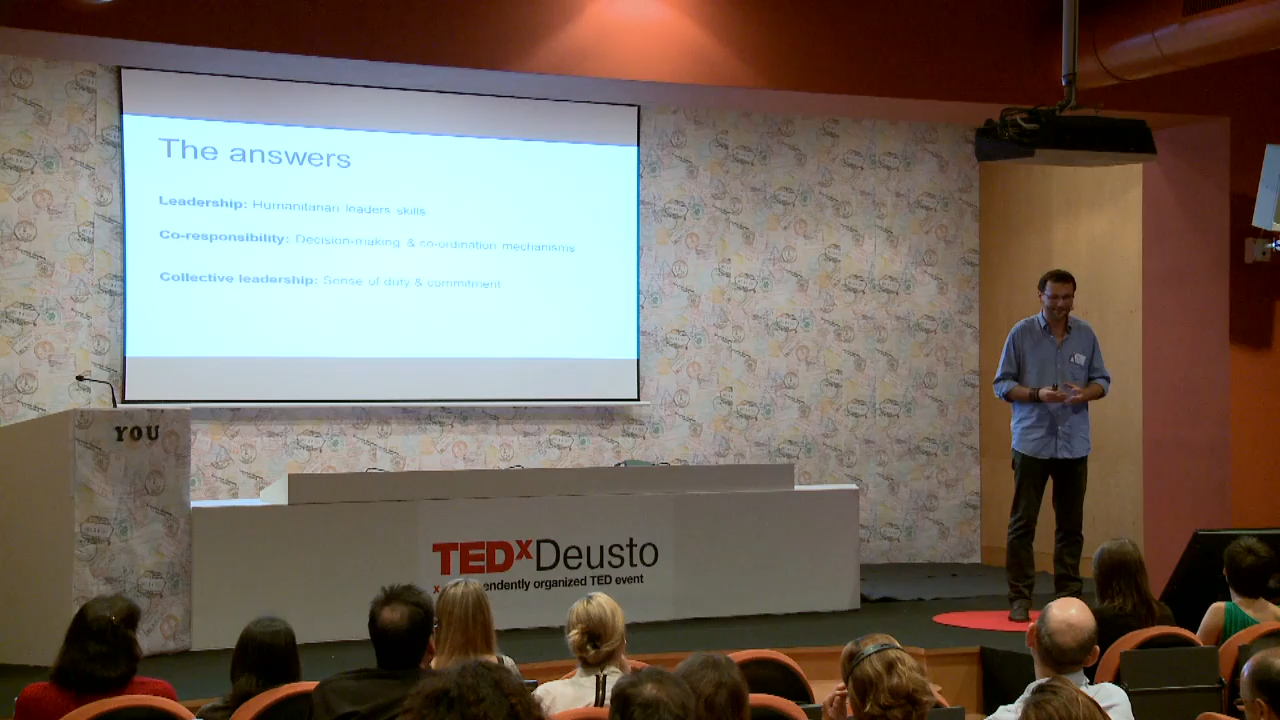 The answers
Leadership: Humanitarian leaders skills
Co-responsibility: Decision-making & co-ordination mechanisms
Collective leadership: Sense of duty & commitment
YOU
TEDxDeusto
organized TED event